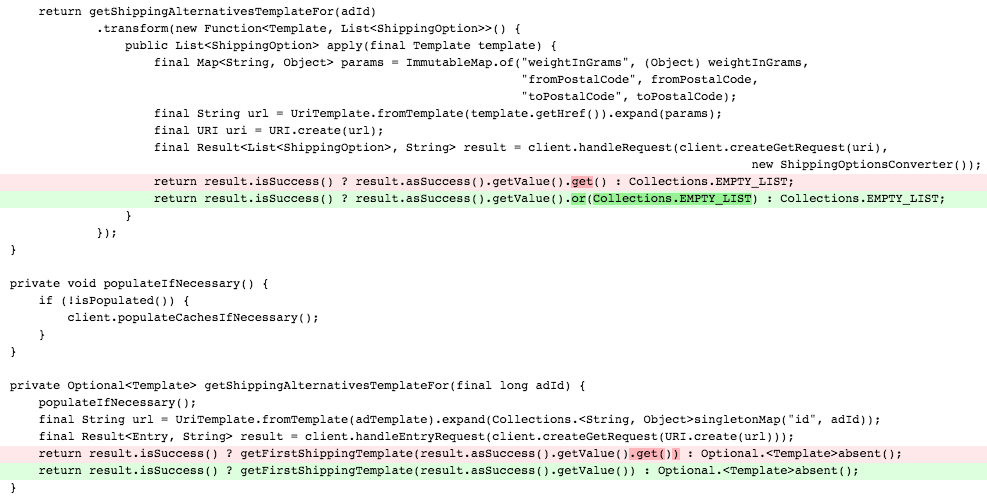 return getShippingAlternativesTemplateFor(adId)
.transform(new Function<Template, List<ShippingOption>>() {
public List<ShippingOption> apply(final Template template) {
final Map<String, Object> params = ImmutableMap.of("weightInGrams", (Object) weightInGrams,
"fromPostalCode", fromPostalCode,
"toPostalCode", toPostalCode);
final String url = UriTemplate.fromTemplate(template.getHref()).expand(params);
final URI uri = URI.create(url);
final Result<List<ShippingOption>, String> result = client.handleRequest(client.createGetRequest(uri),
new ShippingOptionsConverter());
return result.isSuccess() ? result.asSuccess().getValue().get() : Collections.EMPTY_LIST;
return result.isSuccess() ? result.asSuccess().getValue().or(Collections.EMPTY_LIST) : Collections.EMPTY_LIST;
}
});
}
private void populateIfNecessary() {
if (!isPopulated()) {
client.populateCachesIfNecessary();
}
}
private Optional<Template> getShippingAlternativesTemplateFor(final long adId) {
populateIfNecessary();
final String url = UriTemplate.fromTemplate(adTemplate).expand(Collections.<String, Object>singletonMap("id", adId));
final Result<Entry, String> result = client.handleEntryRequest(client.createGetRequest(URI.create(url)));
return result.isSuccess() ? getFirstShippingTemplate(result.asSuccess().getValue().get()) : Optional.<Template>absent();
return result.isSuccess() ? getFirstShippingTemplate(result.asSuccess().getValue()) : Optional.<Template>absent();
}